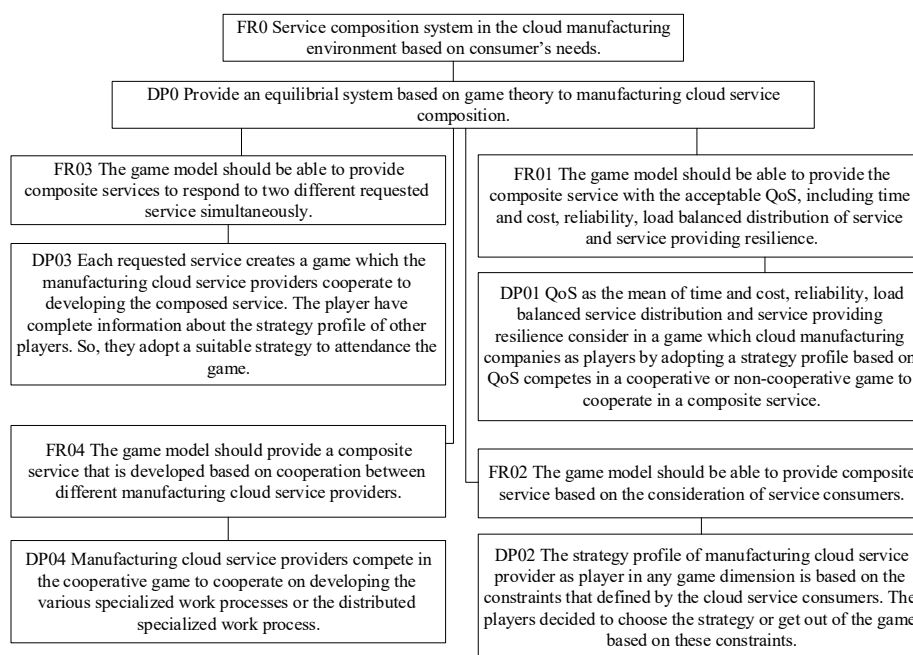 FR0 Service composition system in the cloud manufacturing
environment based on consumer's needs.
DP0 Provide an equilibrial system based on game theory to manufacturing cloud service
composition.
FR03 The game model should be able to provide
composite services to respond to two different requested
service simultaneously.
DP03 Each requested service creates a game which the
manufacturing cloud service providers cooperate to
developing the composed service. The player have
complete information about the strategy profile of other
players. So, they adopt a suitable strategy to attendance the
game.
FR04 The game model should provide a composite
service that is developed based on cooperation between
different manufacturing cloud service providers.
DP04 Manufacturing cloud service providers compete in
the cooperative game to cooperate on developing the
various specialized work processes or the distributed
specialized work process.
FR01 The game model should be able to provide the
composite service with the acceptable QoS, including time
and cost, reliability, load balanced distribution of service
and service providing resilience.
DP01 QoS as the mean of time and cost, reliability, load
balanced service distribution and service providing
resilience consider in a game which cloud manufacturing
companies as players by adopting a strategy profile based on
QoS competes in a cooperative or non-cooperative game to
cooperate in a composite service.
FR02 The game model should be able to provide composite
service based on the consideration of service consumers.
DP02 The strategy profile of manufacturing cloud service
provider as player in any game dimension is based on the
constraints that defined by the cloud service consumers. The
players decided to choose the strategy or get out of the game
based on these constraints.